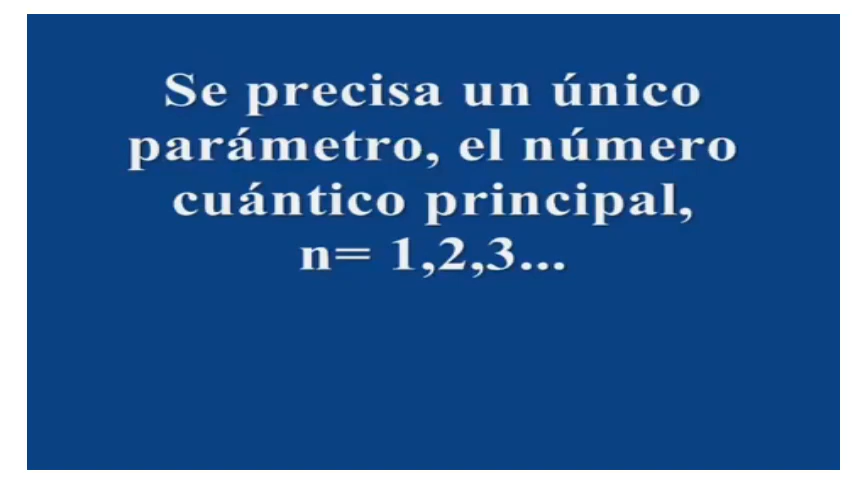 Se precisa un único
parámetro, el número
cuántico principal,
n= 1,2,3...